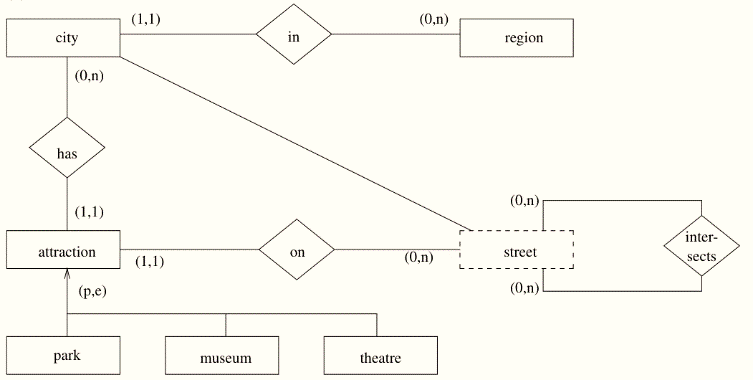 (1,1)
(0,n)
city
in
region
(0,n)
has
(1,1)
(0,n)
attraction
on
street
inter-
sects
(1,1)
(0,n)
(0,n)
(p,e)
park
museum
theatre